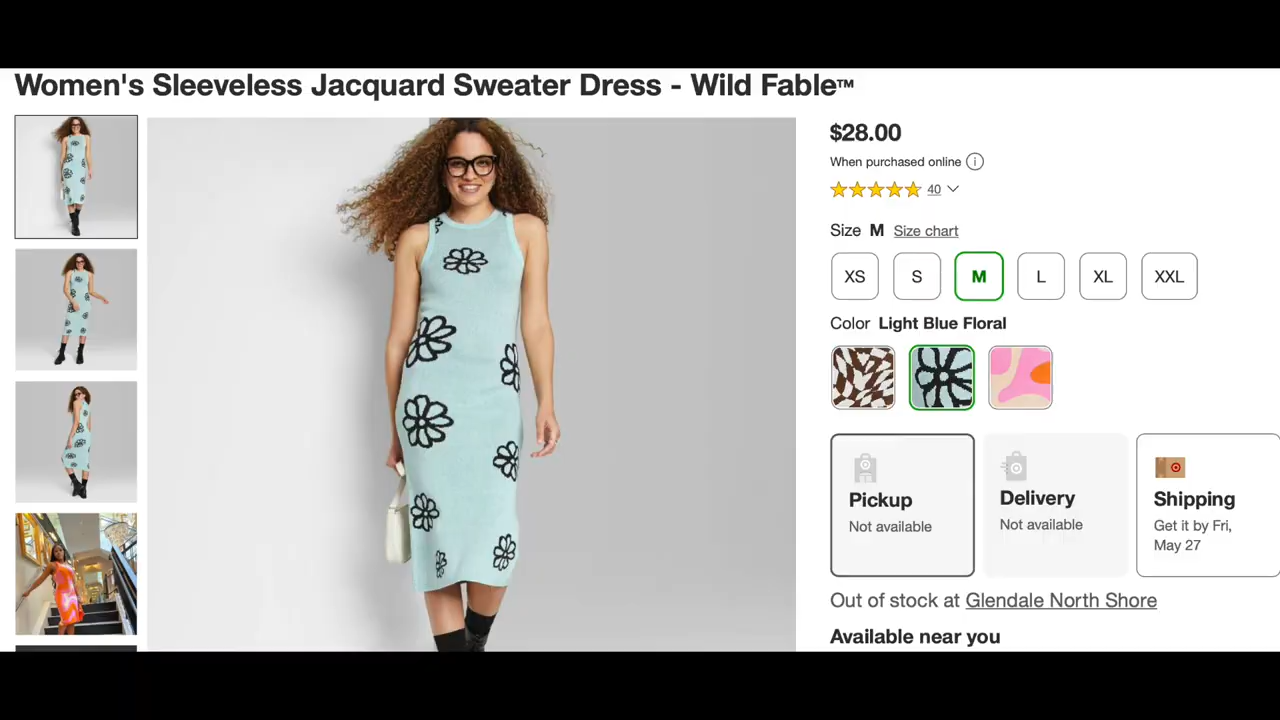 Women's Sleeveless Jacquard Sweater Dress - Wild Fable™
$28.00
When purchased online
40
Size M Size chart
XS S M L XL XXL
Color Light Blue Floral
Pickup
Not available
Delivery
Not available
Shipping
Get it by Fri,
May 27
Out of stock at Glendale North Shore
Available near you